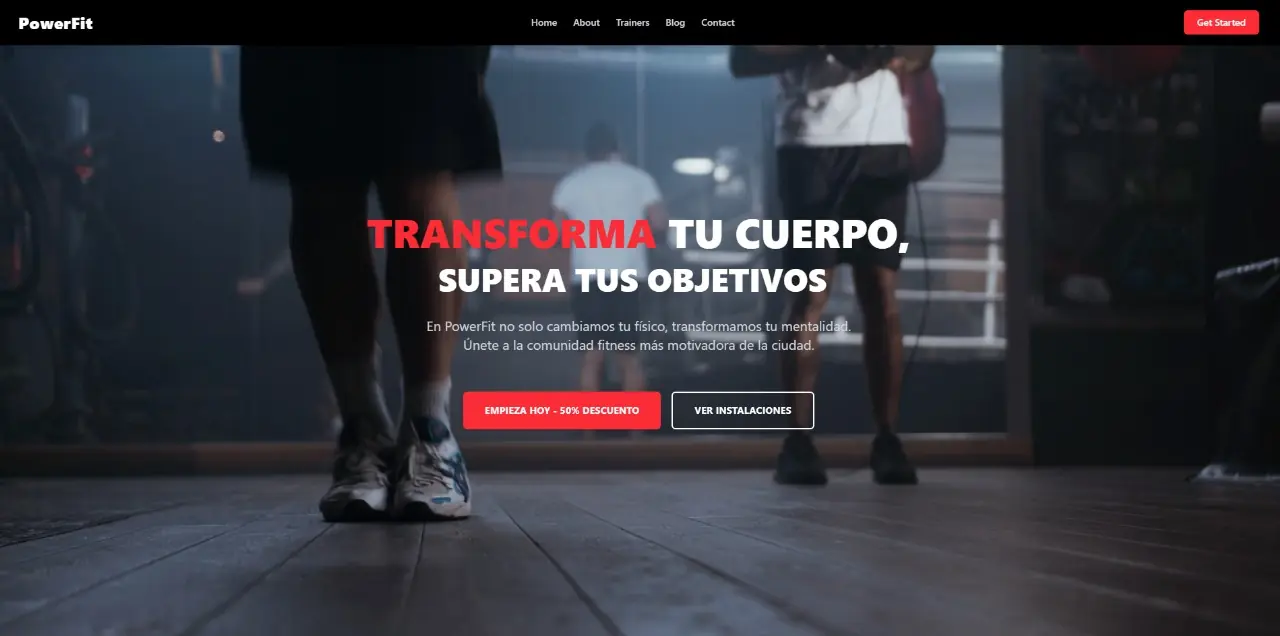 PowerFit
Home About Trainers Blog Contact
Get Started
TRANSFORMA TU CUERPO,
SUPERA TUS OBJETIVOS
En PowerFit no solo cambiamos tu físico, transformamos tu mentalidad.
Únete a la comunidad fitness más motivadora de la ciudad.
EMPIEZA HOY - 50% DESCUENTO
VER INSTALACIONES